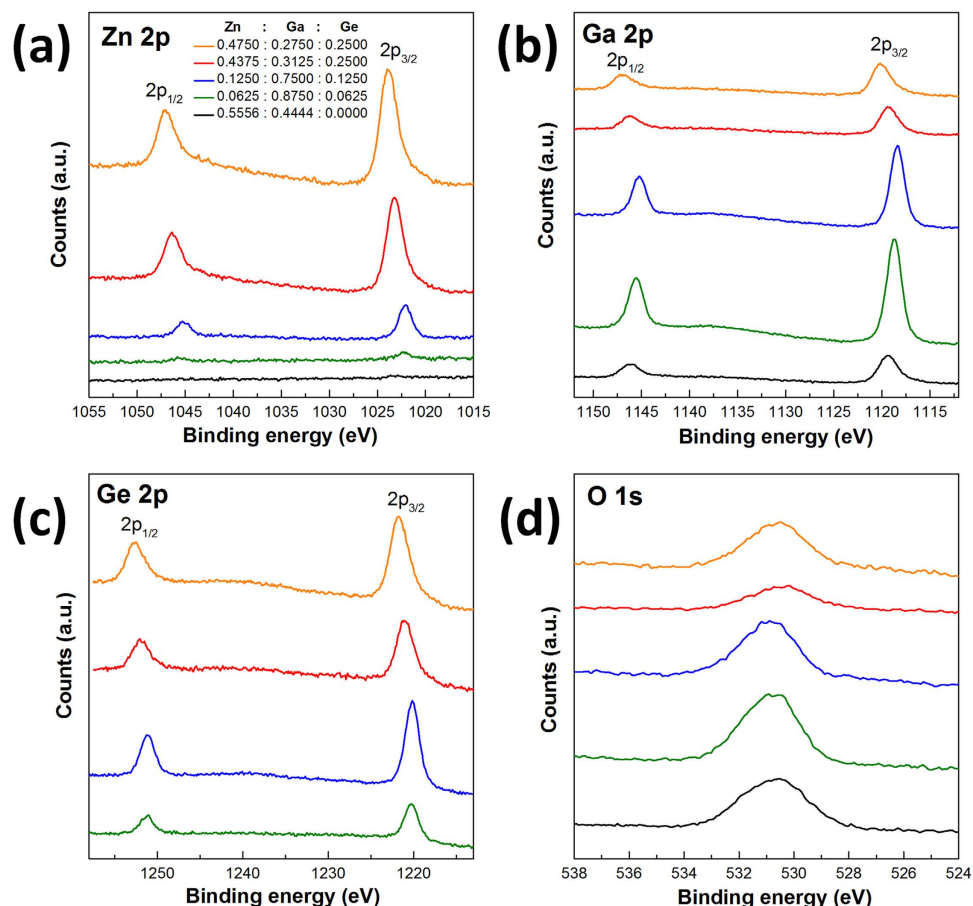 (a)
Zn 2p
Zn : Ga : Ge
0.4750 : 0.2750 : 0.2500
0.4375 : 0.3125 : 0.2500
0.1250 : 0.7500 : 0.1250
0.0625 : 0.8750 : 0.0625
0.5556 : 0.4444 : 0.0000
2p1/2
2p3/2
Counts (a.u.)
1055 1050 1045 1040 1035 1030 1025 1020 1015
Binding energy (eV)
(b)
Ga 2p
2p1/2
2p3/2
Counts (a.u.)
1150 1145 1140 1135 1130 1125 1120 1115
Binding energy (eV)
(c)
Ge 2p
2p1/2
2p3/2
Counts (a.u.)
1250 1240 1230 1220
Binding energy (eV)
(d)
O 1s
Counts (a.u.)
538 536 534 532 530 528 526 524
Binding energy (eV)